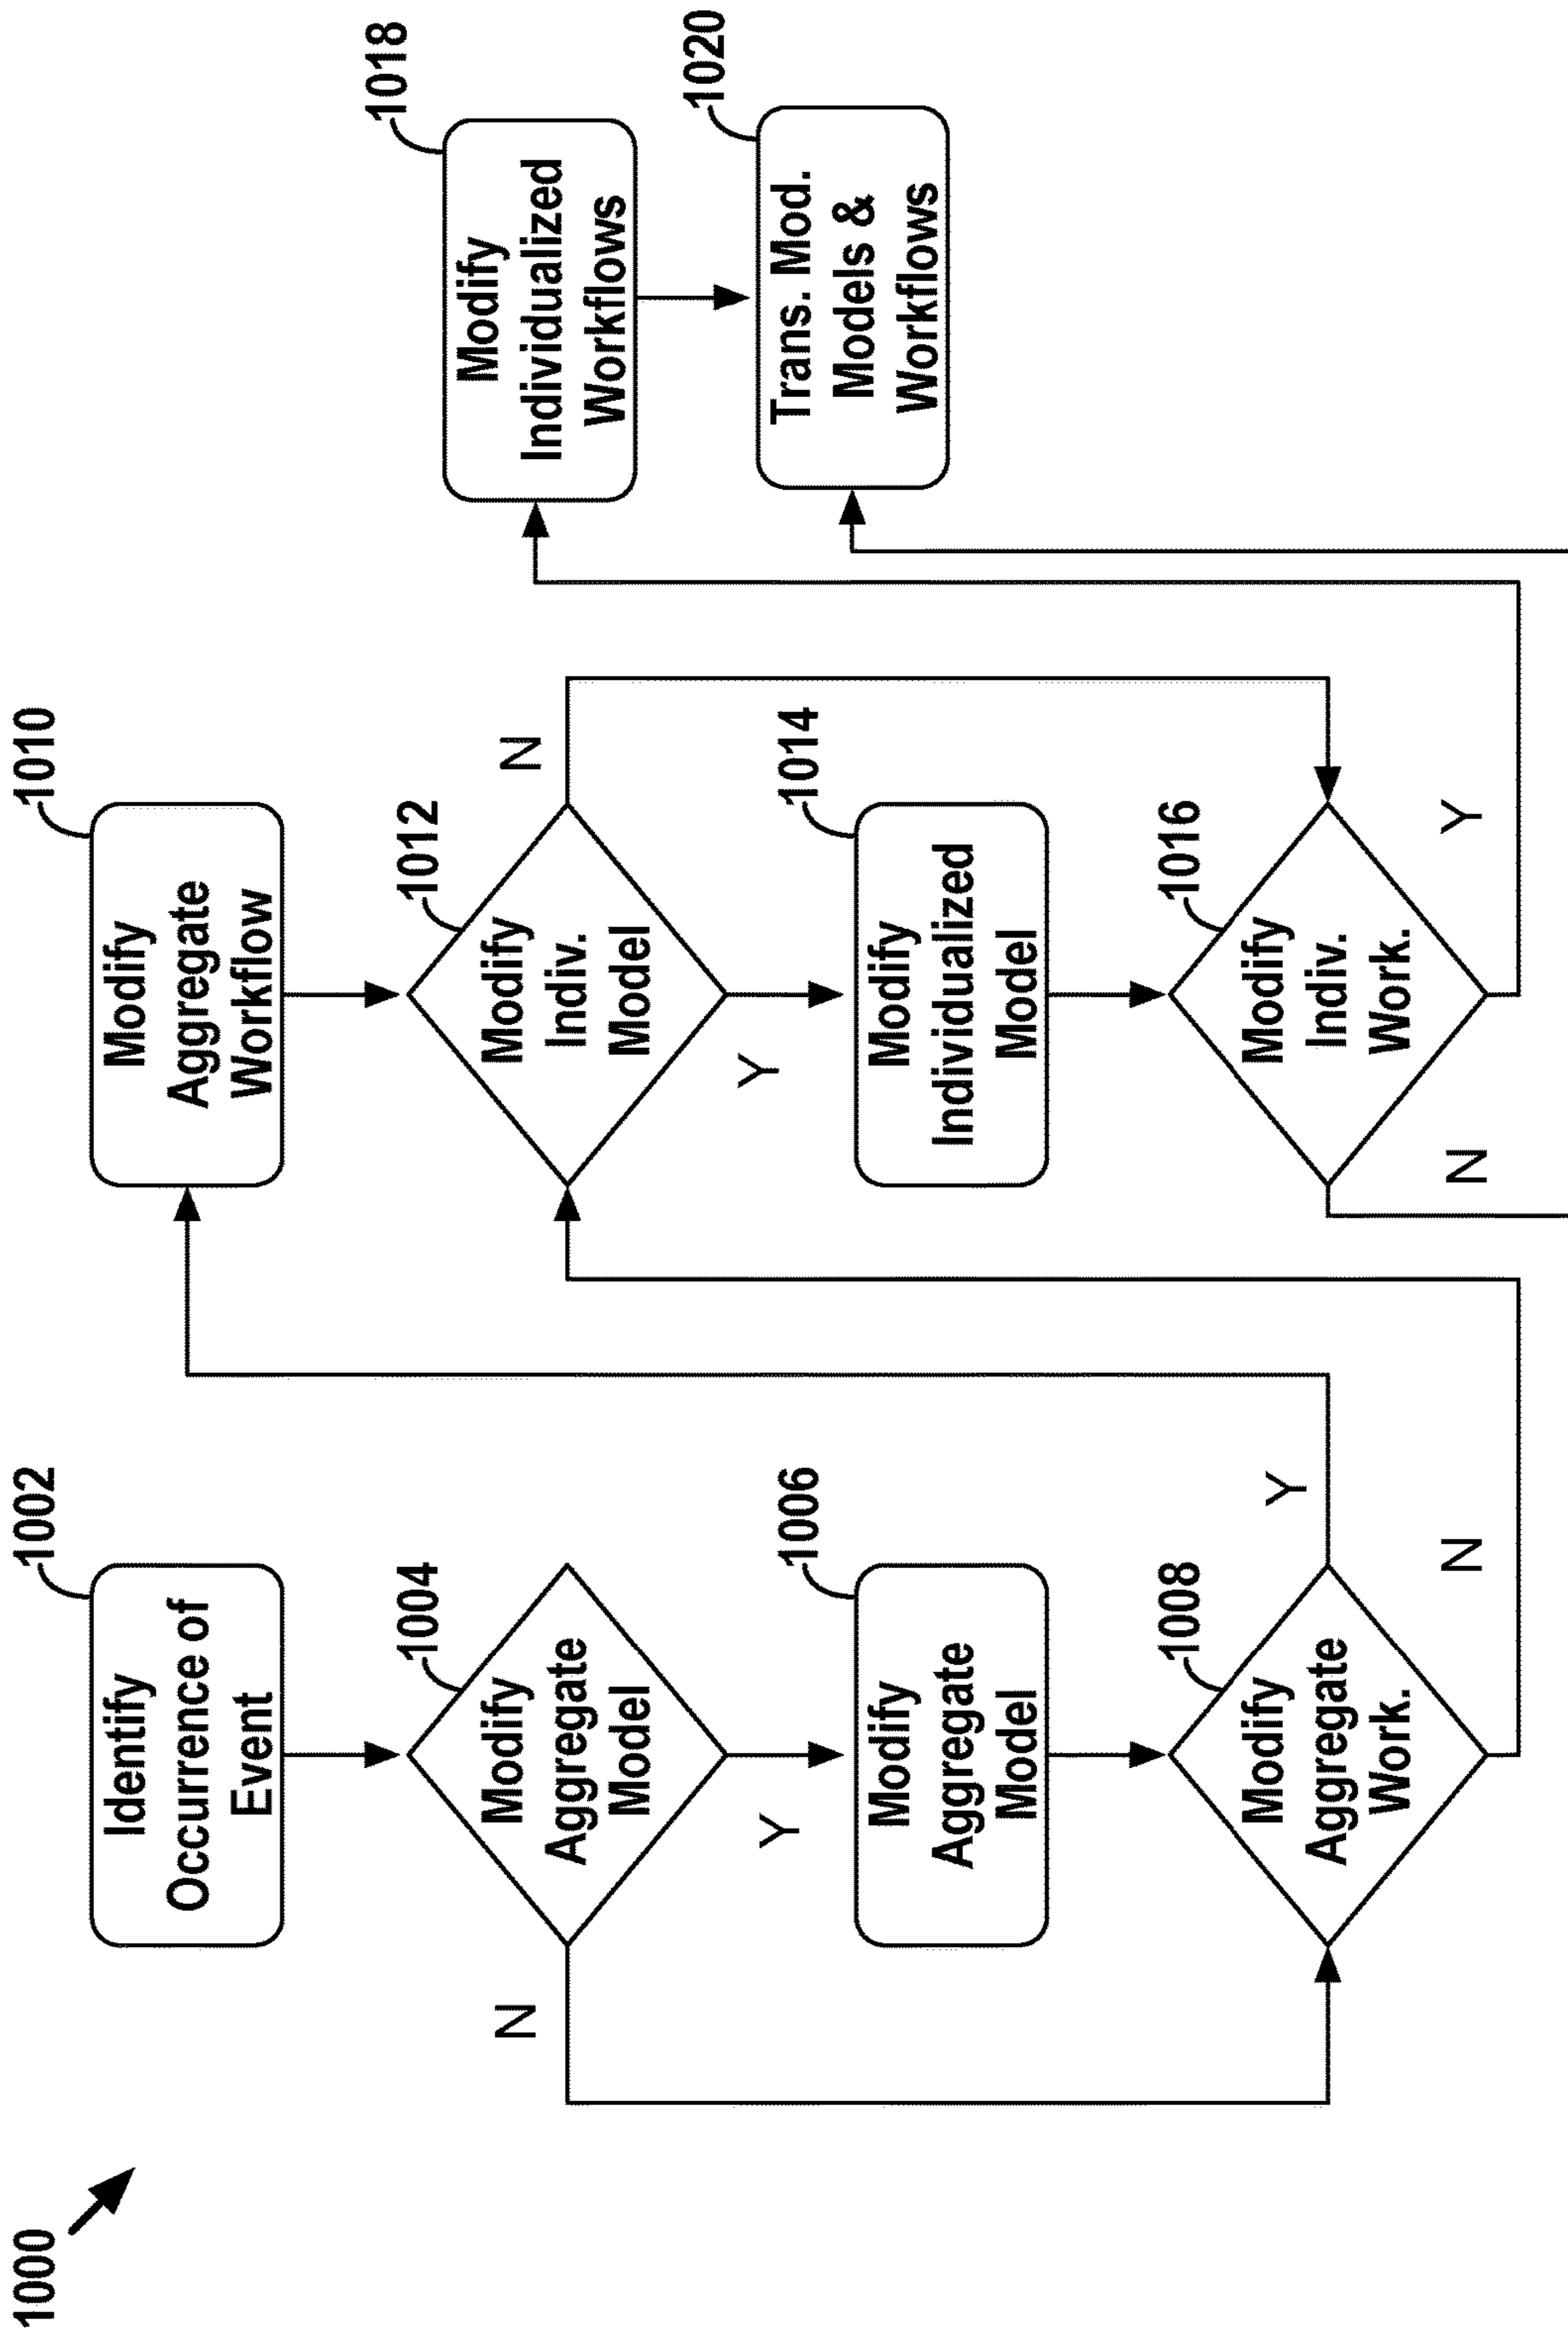 1000
1002
Identify
Occurrence of
Event
1004
Modify
Aggregate
Model
N
Y
1006
Modify
Aggregate
Model
1008
Modify
Aggregate
Work.
Y
N
1010
Modify
Aggregate
Workflow
1012
Modify
Indiv.
Model
N
Y
1014
Modify
Individualized
Model
1016
Modify
Indiv.
Work.
N
Y
1018
Modify
Individualized
Workflows
1020
Trans. Mod.
Models &
Workflows